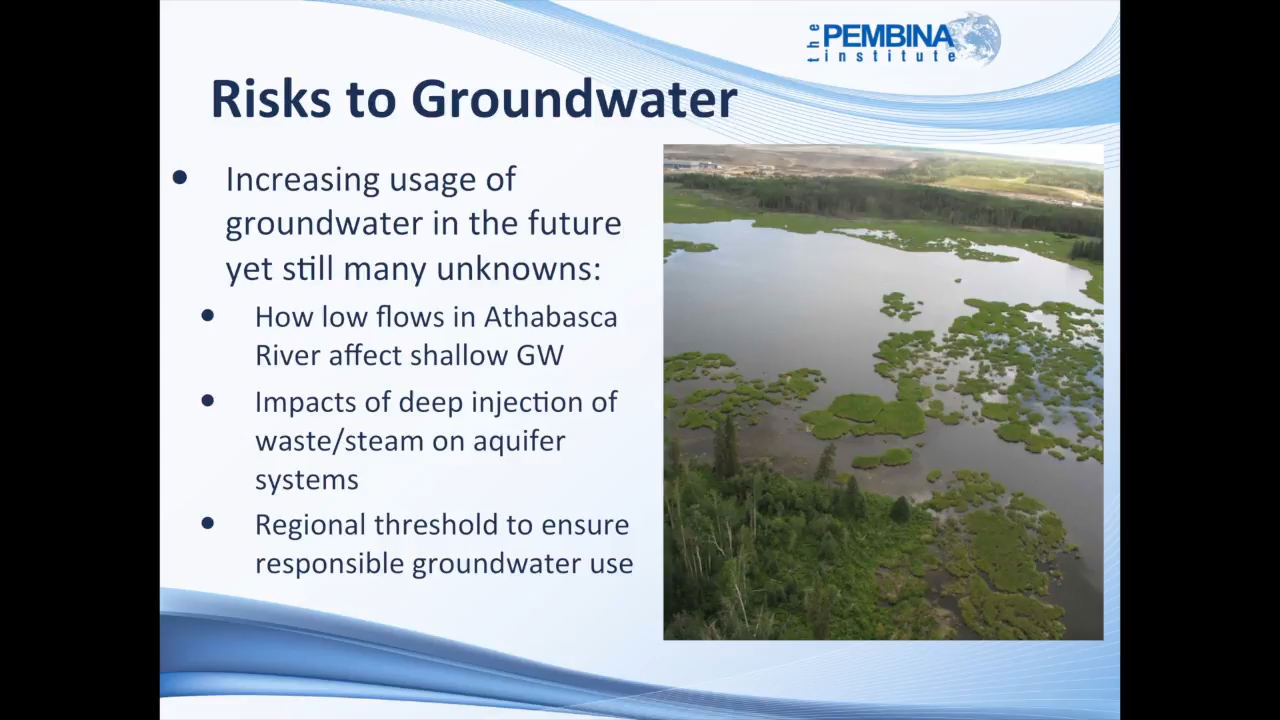 the PEMBINA
institute
Risks to Groundwater
• Increasing usage of
groundwater in the future
yet still many unknowns:
• How low flows in Athabasca
River affect shallow GW
• Impacts of deep injection of
waste/steam on aquifer
systems
• Regional threshold to ensure
responsible groundwater use